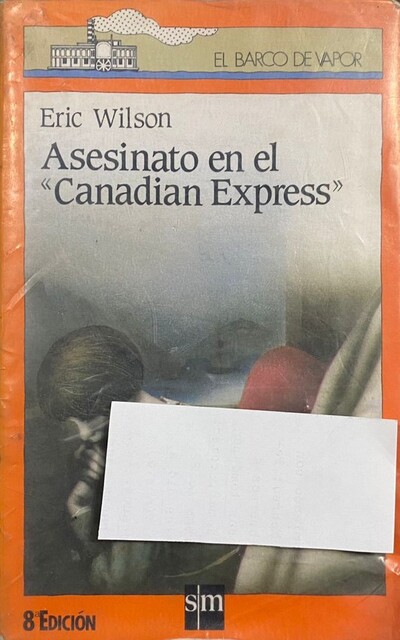 EL BARCO DE VAPOR
Eric Wilson
Asesinato en el
«Canadian Express»
8ª EDICIÓN
sm